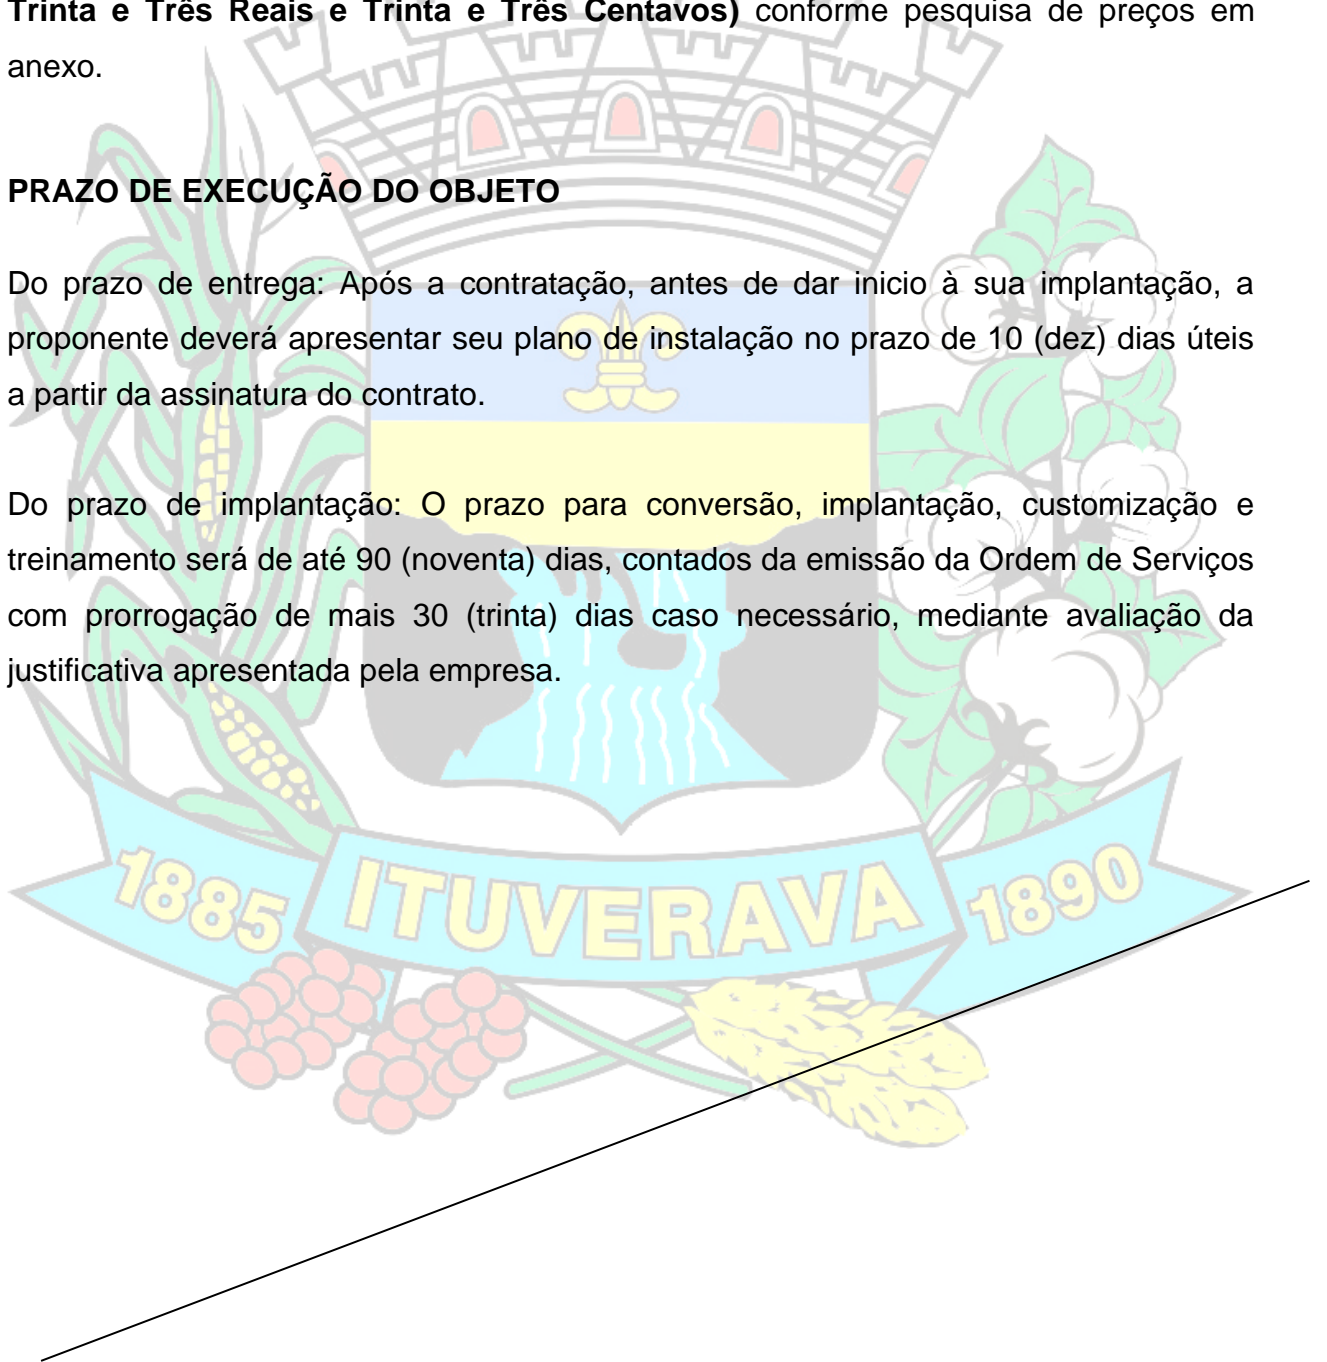 Trinta e Três Reais e Trinta e Três Centavos) conforme pesquisa de preços em
anexo.
PRAZO DE EXECUÇÃO DO OBJETO
Do prazo de entrega: Após a contratação, antes de dar inicio à sua implantação, a
proponente deverá apresentar seu plano de instalação no prazo de 10 (dez) dias úteis
a partir da assinatura do contrato.
Do prazo de implantação: O prazo para conversão, implantação, customização e
treinamento será de até 90 (noventa) dias, contados da emissão da Ordem de Serviços
com prorrogação de mais 30 (trinta) dias caso necessário, mediante avaliação da
justificativa apresentada pela empresa.
1885 ITUVERAVA 1890